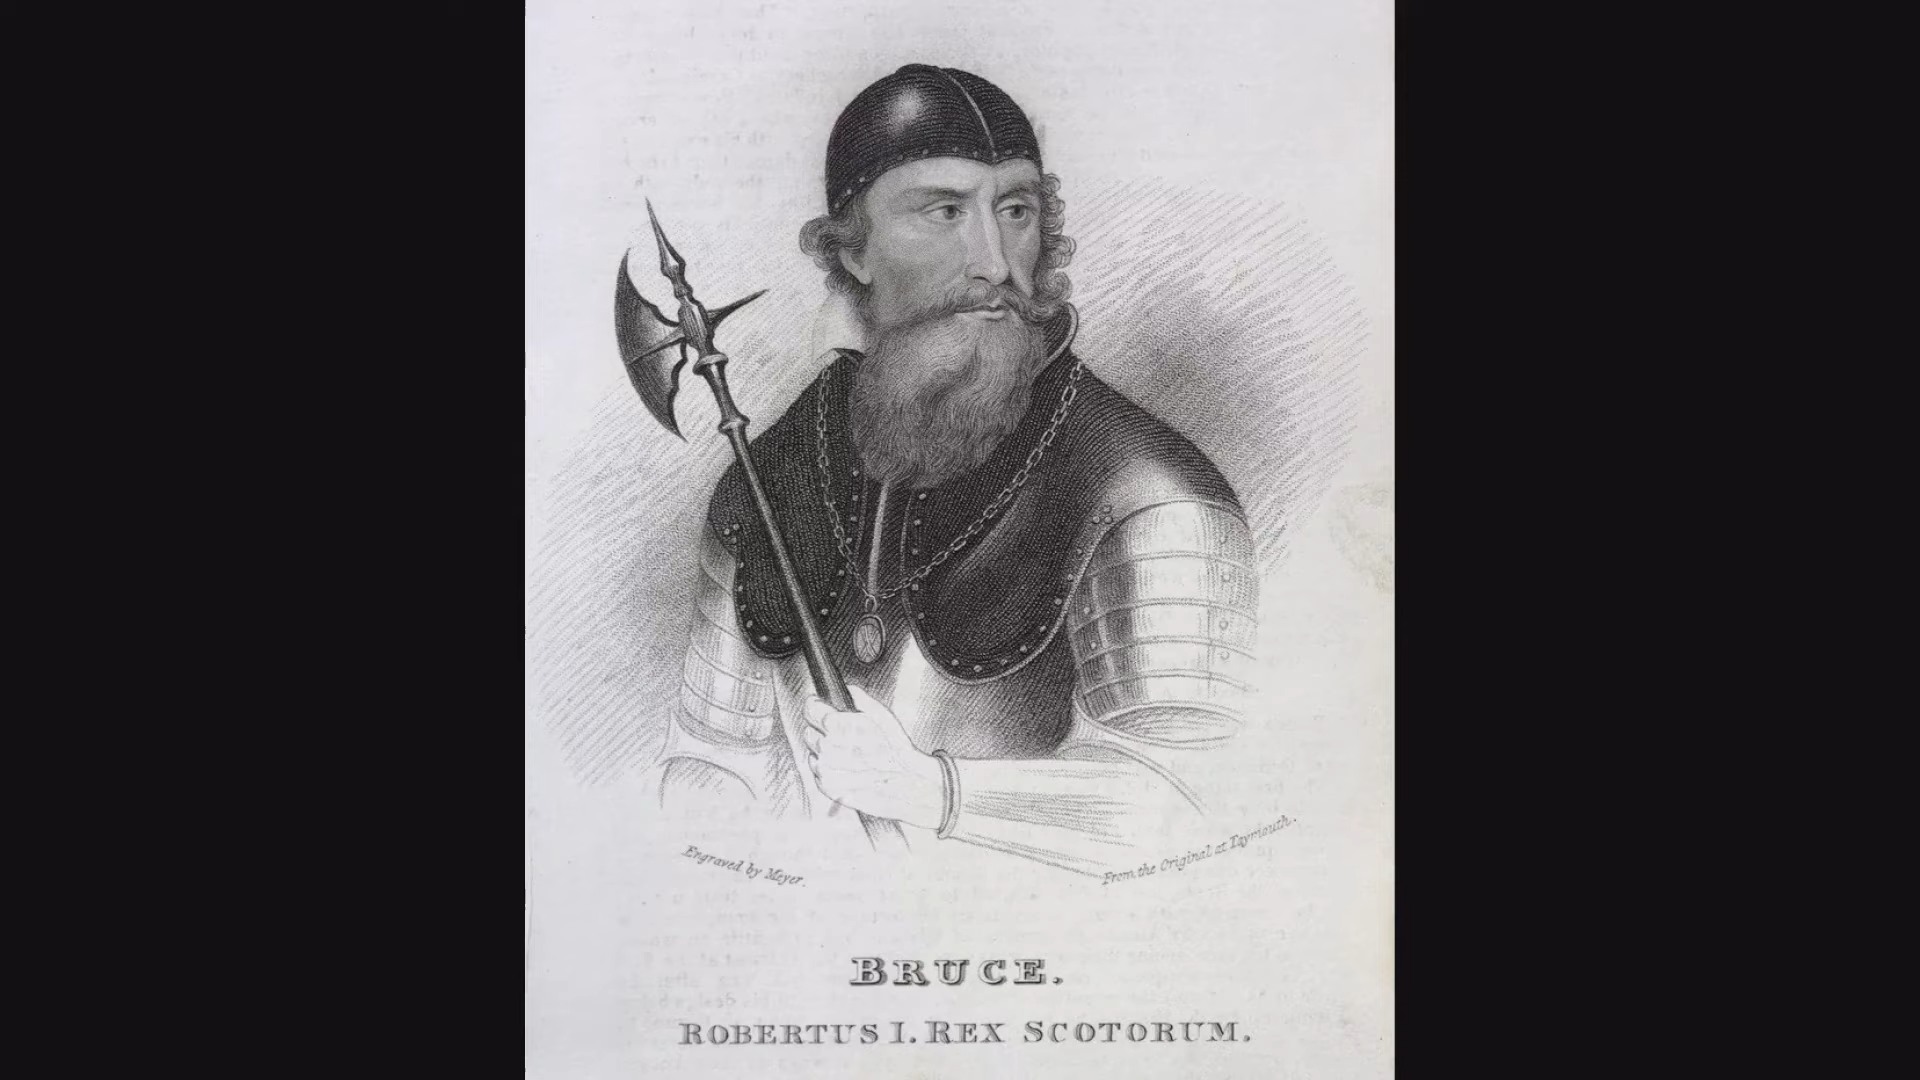 Engraved by Meyer.
From the Original at Taymouth.
BRUCE.
ROBERTUS I. REX SCOTORUM.